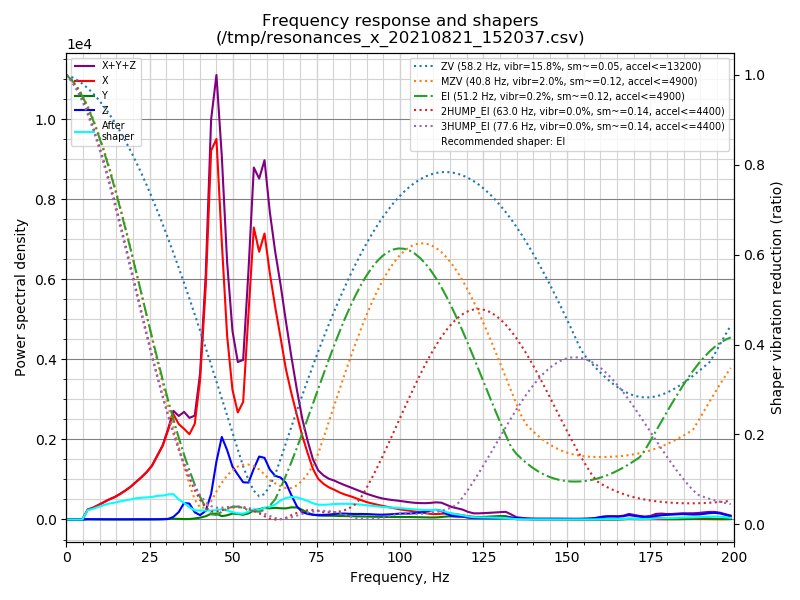 Frequency response and shapers
(/tmp/resonances_x_20210821_152037.csv)
1e4
X+Y+Z
X
Y
Z
After
shaper
ZV (58.2 Hz, vibr=15.8%, sm~=0.05, accel<=13200)
MZV (40.8 Hz, vibr=2.0%, sm~=0.12, accel<=4900)
EI (51.2 Hz, vibr=0.2%, sm~=0.12, accel<=4900)
2HUMP_EI (63.0 Hz, vibr=0.0%, sm~=0.14, accel<=4400)
3HUMP_EI (77.6 Hz, vibr=0.0%, sm~=0.14, accel<=4400)
Recommended shaper: EI
Power spectral density
1.0
0.8
0.6
0.4
0.2
0.0
1.0
0.8
0.6
0.4
0.2
0.0
Shaper vibration reduction (ratio)
0 25 50 75 100 125 150 175 200
Frequency, Hz